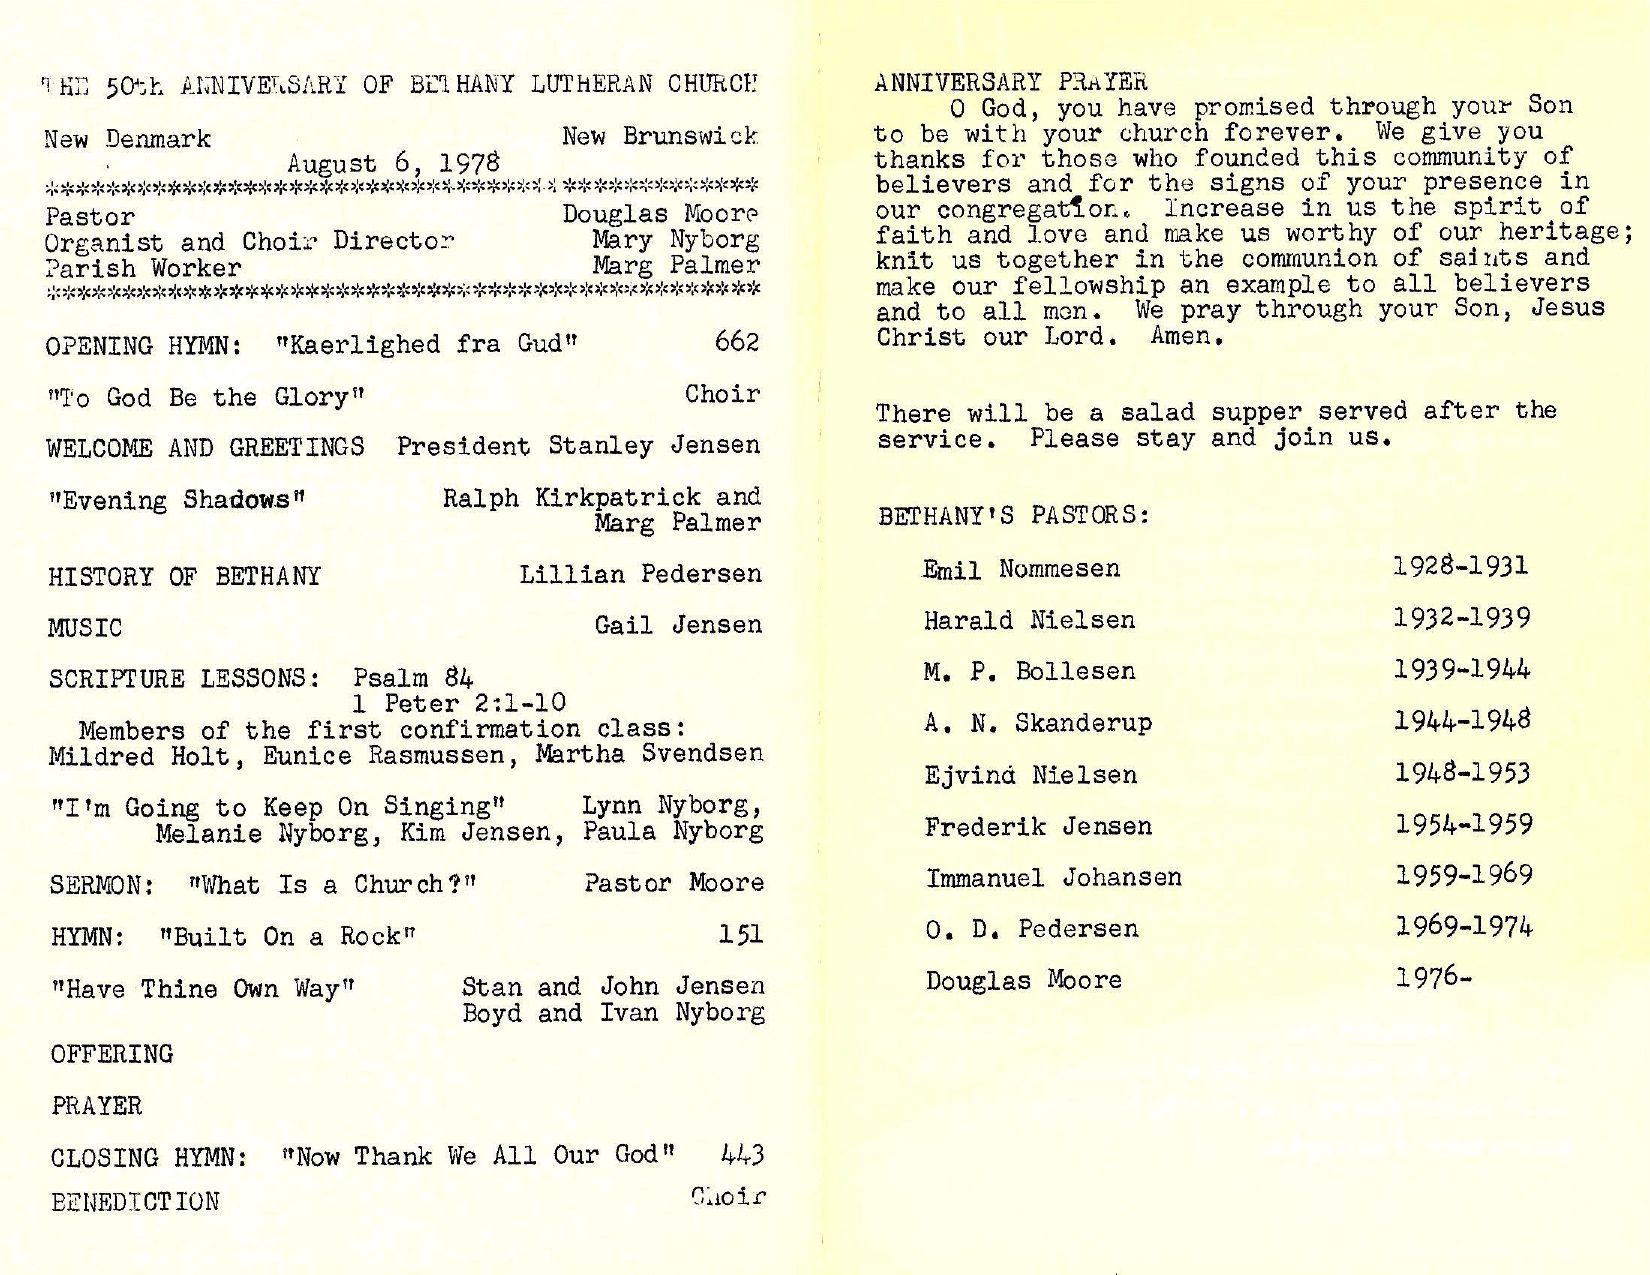 THE 50th ANNIVERSARY OF BETHANY LUTHERAN CHURCH
New Denmark New Brunswick
August 6, 1978
***********************************************
Pastor Douglas Moore
Organist and Choir Director Mary Nyborg
Parish Worker Marg Palmer
***********************************************
OPENING HYMN: "Kaerlighed fra Gud" 662
"To God Be the Glory" Choir
WELCOME AND GREETINGS President Stanley Jensen
"Evening Shadows" Ralph Kirkpatrick and
Marg Palmer
HISTORY OF BETHANY Lillian Pedersen
MUSIC Gail Jensen
SCRIPTURE LESSONS: Psalm 84
1 Peter 2:1-10
Members of the first confirmation class:
Mildred Holt, Eunice Rasmussen, Martha Svendsen
"I'm Going to Keep On Singing" Lynn Nyborg,
Melanie Nyborg, Kim Jensen, Paula Nyborg
SERMON: "What Is a Church?" Pastor Moore
HYMN: "Built On a Rock" 151
"Have Thine Own Way" Stan and John Jensen
Boyd and Ivan Nyborg
OFFERING
PRAYER
CLOSING HYMN: "Now Thank We All Our God" 443
BENEDICTION Choir
ANNIVERSARY PRAYER
O God, you have promised through your Son
to be with your church forever. We give you
thanks for those who founded this community of
believers and for the signs of your presence in
our congregation. Increase in us the spirit of
faith and love and make us worthy of our heritage;
knit us together in the communion of saints and
make our fellowship an example to all believers
and to all men. We pray through your Son, Jesus
Christ our Lord. Amen.
There will be a salad supper served after the
service. Please stay and join us.
BETHANY'S PASTORS:
Emil Nommesen 1928-1931
Harald Nielsen 1932-1939
M. P. Bollesen 1939-1944
A. N. Skanderup 1944-1948
Ejvind Nielsen 1948-1953
Frederik Jensen 1954-1959
Immanuel Johansen 1959-1969
O. D. Pedersen 1969-1974
Douglas Moore 1976-